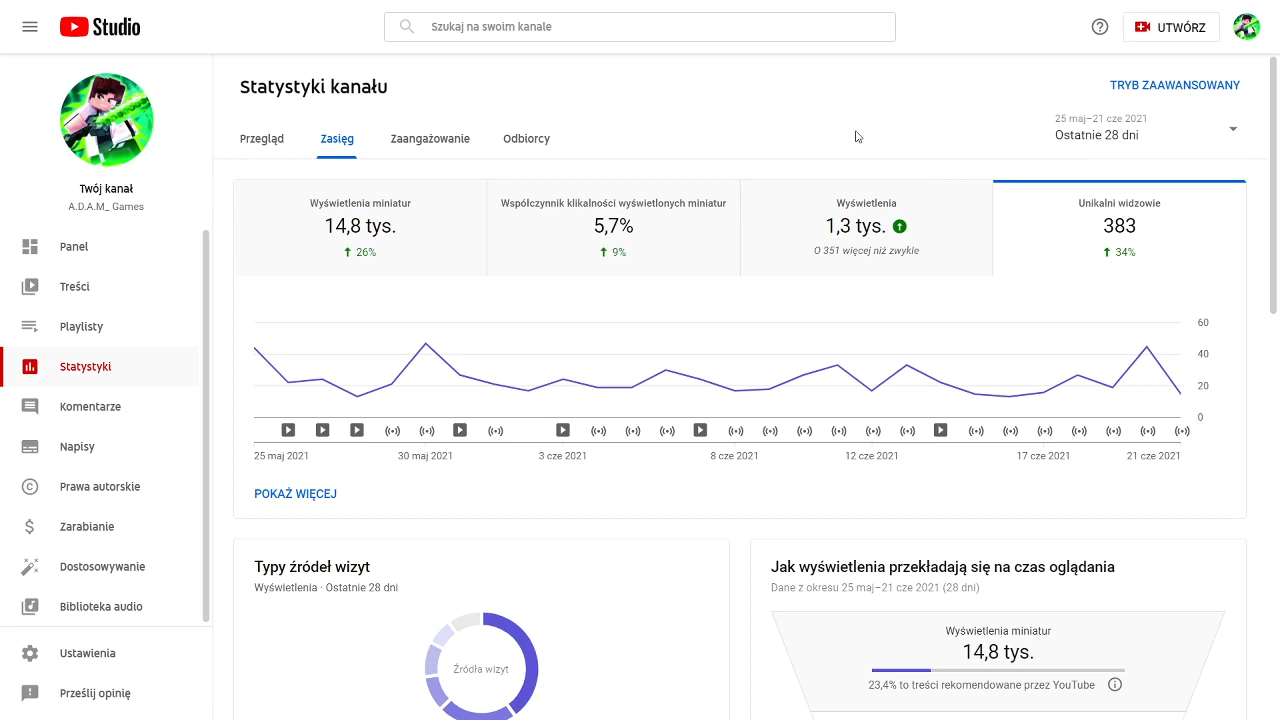 Studio
Szukaj na swoim kanale
UTWÓRZ
Twój kanał
A.D.A.M_ Games
Panel
Treści
Playlisty
Statystyki
Komentarze
Napisy
Prawa autorskie
Zarabianie
Dostosowywanie
Biblioteka audio
Ustawienia
Prześlij opinię
Statystyki kanału
TRYB ZAAWANSOWANY
Przegląd
Zasięg
Zaangażowanie
Odbiorcy
25 maj–21 cze 2021
Ostatnie 28 dni
Wyświetlenia miniatur
14,8 tys.
26%
Współczynnik klikalności wyświetlonych miniatur
5,7%
9%
Wyświetlenia
1,3 tys.
O 351 więcej niż zwykle
Unikalni widzowie
383
34%
60
40
20
0
25 maj 2021
30 maj 2021
3 cze 2021
8 cze 2021
12 cze 2021
17 cze 2021
21 cze 2021
POKAŻ WIĘCEJ
Typy źródeł wizyt
Wyświetlenia · Ostatnie 28 dni
Źródła wizyt
Jak wyświetlenia przekładają się na czas oglądania
Dane z okresu 25 maj–21 cze 2021 (28 dni)
Wyświetlenia miniatur
14,8 tys.
23,4% to treści rekomendowane przez YouTube